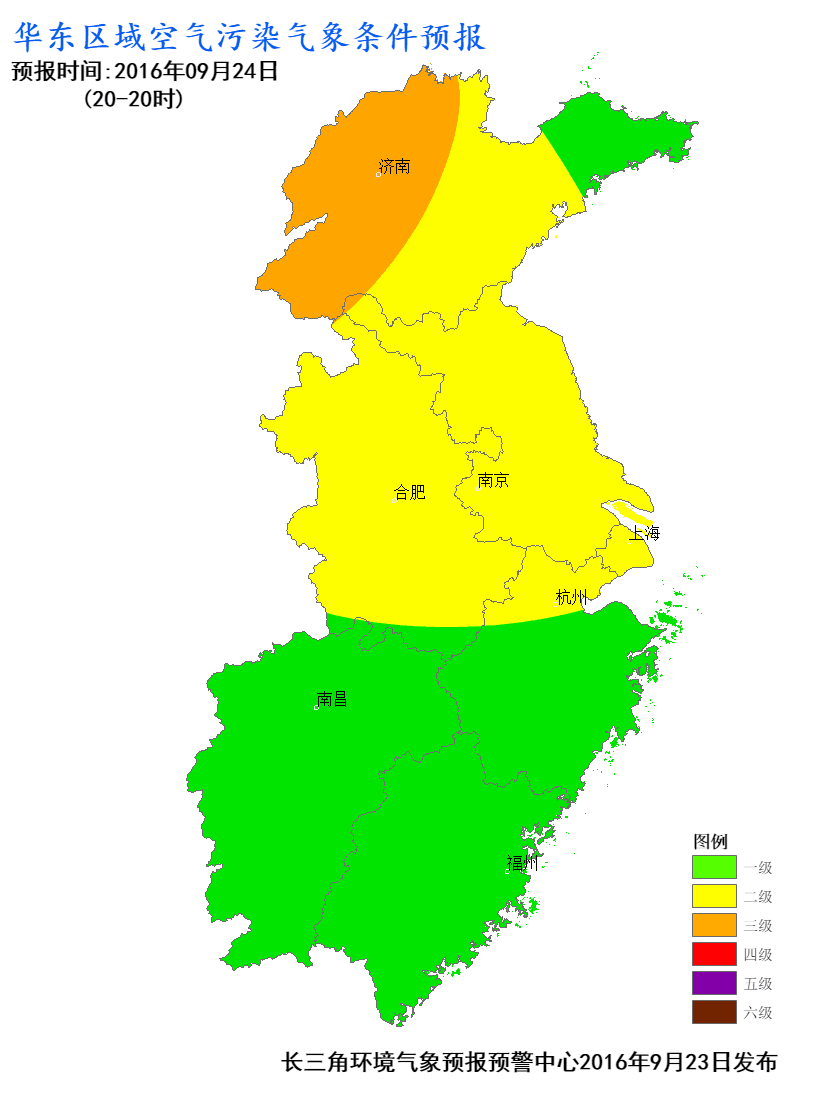 华东区域空气污染气象条件预报
预报时间:2016年09月24日
(20-20时)
济南
合肥
南京
上海
杭州
南昌
福州
图例
一级
二级
三级
四级
五级
六级
长三角环境气象预报预警中心2016年9月23日发布